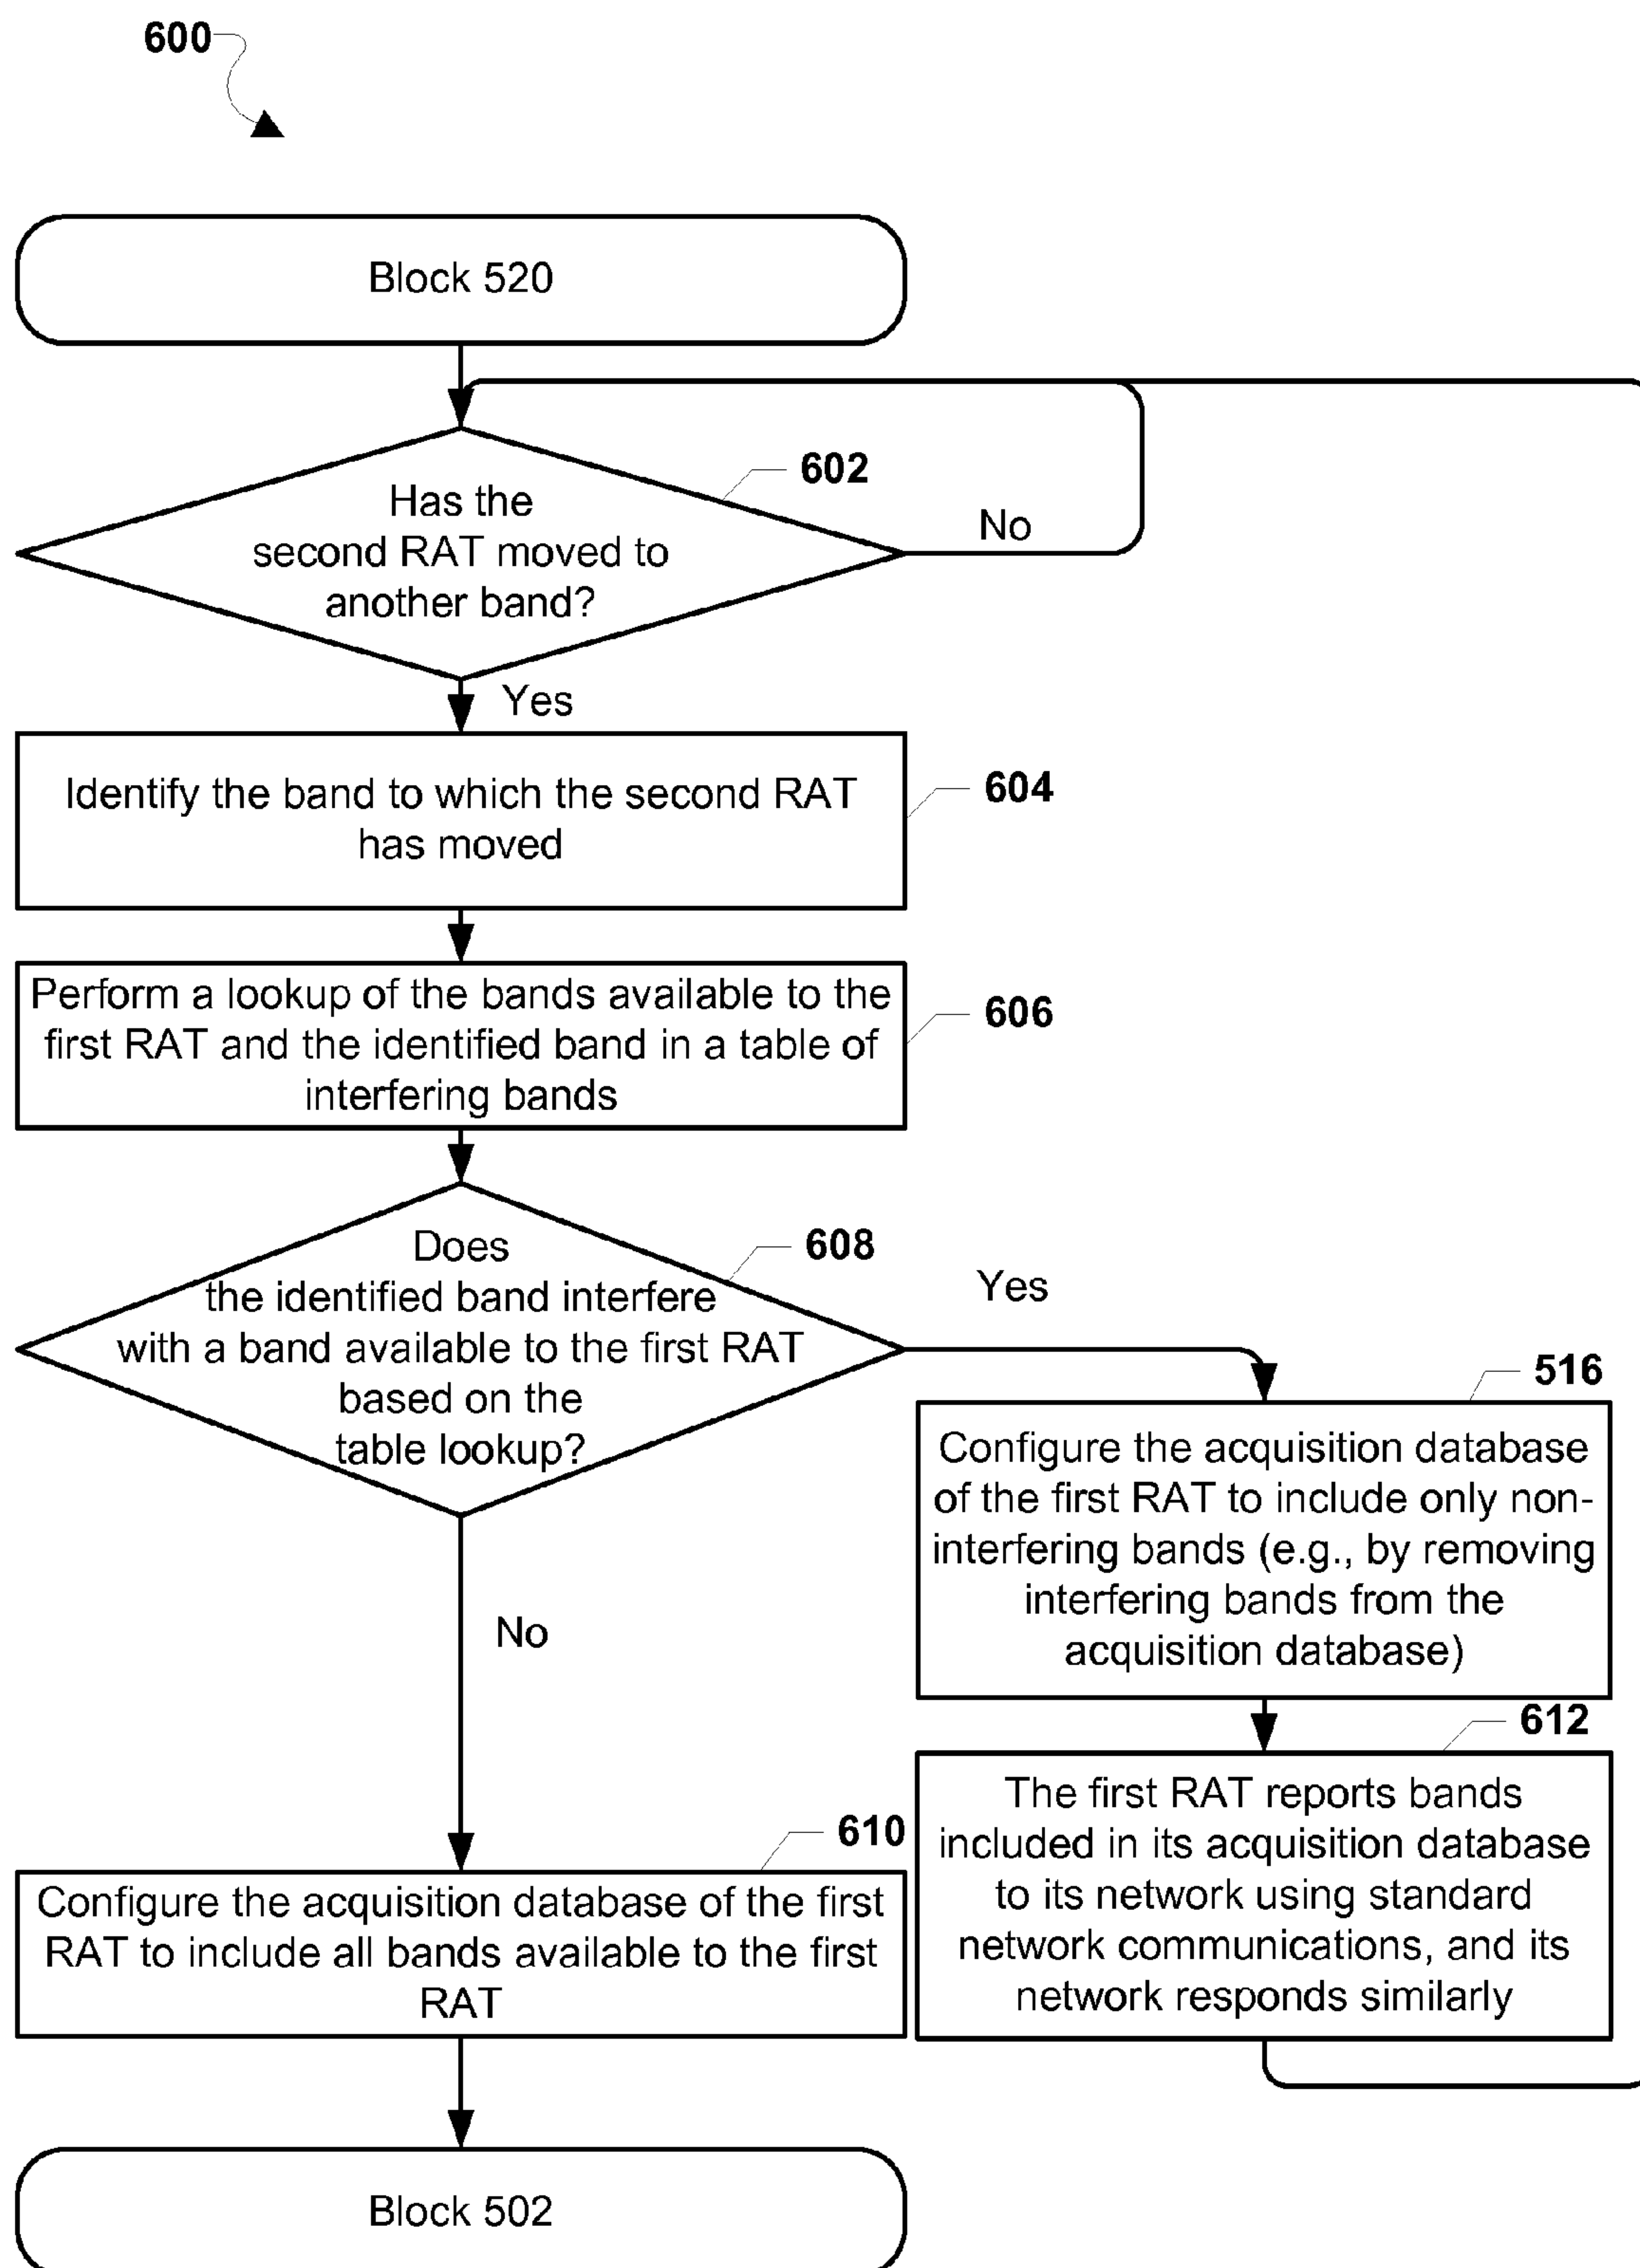 600
Block 520
602
Has the
second RAT moved to
another band?
No
Yes
Identify the band to which the second RAT
has moved
604
Perform a lookup of the bands available to the
first RAT and the identified band in a table of
interfering bands
606
Does
the identified band interfere
with a band available to the first RAT
based on the
table lookup?
608
Yes
516
Configure the acquisition database
of the first RAT to include only non-
interfering bands (e.g., by removing
interfering bands from the
acquisition database)
No
612
The first RAT reports bands
included in its acquisition database
to its network using standard
network communications, and its
network responds similarly
610
Configure the acquisition database of the first
RAT to include all bands available to the first
RAT
Block 502